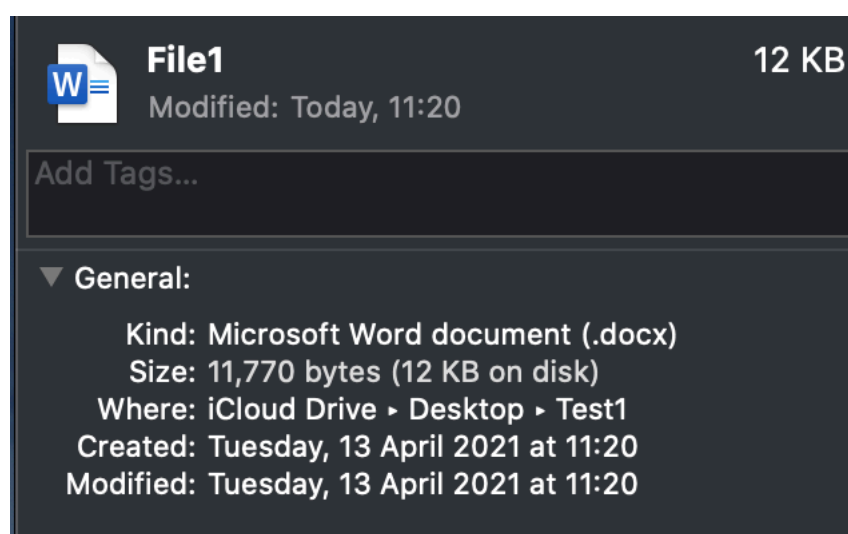 W
File1 12 KB
Modified: Today, 11:20
Add Tags...
General:
Kind: Microsoft Word document (.docx)
Size: 11,770 bytes (12 KB on disk)
Where: iCloud Drive ▸ Desktop ▸ Test1
Created: Tuesday, 13 April 2021 at 11:20
Modified: Tuesday, 13 April 2021 at 11:20